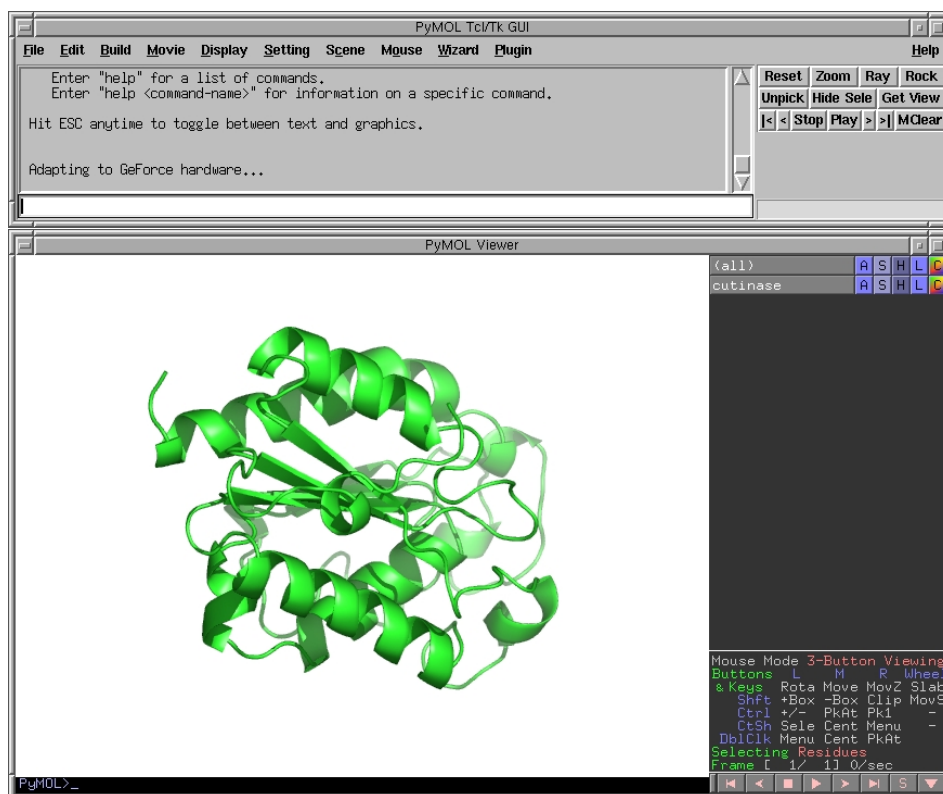 PyMOL Tcl/Tk GUI
File Edit Build Movie Display Setting Scene Mouse Wizard Plugin Help
Enter "help" for a list of commands.
Enter "help <command-name>" for information on a specific command.
Hit ESC anytime to toggle between text and graphics.
Adapting to GeForce hardware...
Reset Zoom Ray Rock
Unpick Hide Sele Get View
|< < Stop Play > >| MClear
PyMOL Viewer
(all) A S H L C
cutinase A S H L C
Mouse Mode 3-Button Viewing
Buttons L M R Wheel
& Keys Rota Move MovZ Slab
Shft +Box -Box Clip MovS
Ctrl +/- PkAt Pk1 -
CtSh Sele Cent Menu -
DblClk Menu Cent PkAt
Selecting Residues
Frame [ 1/ 1] 0/sec
PyMOL>_
S